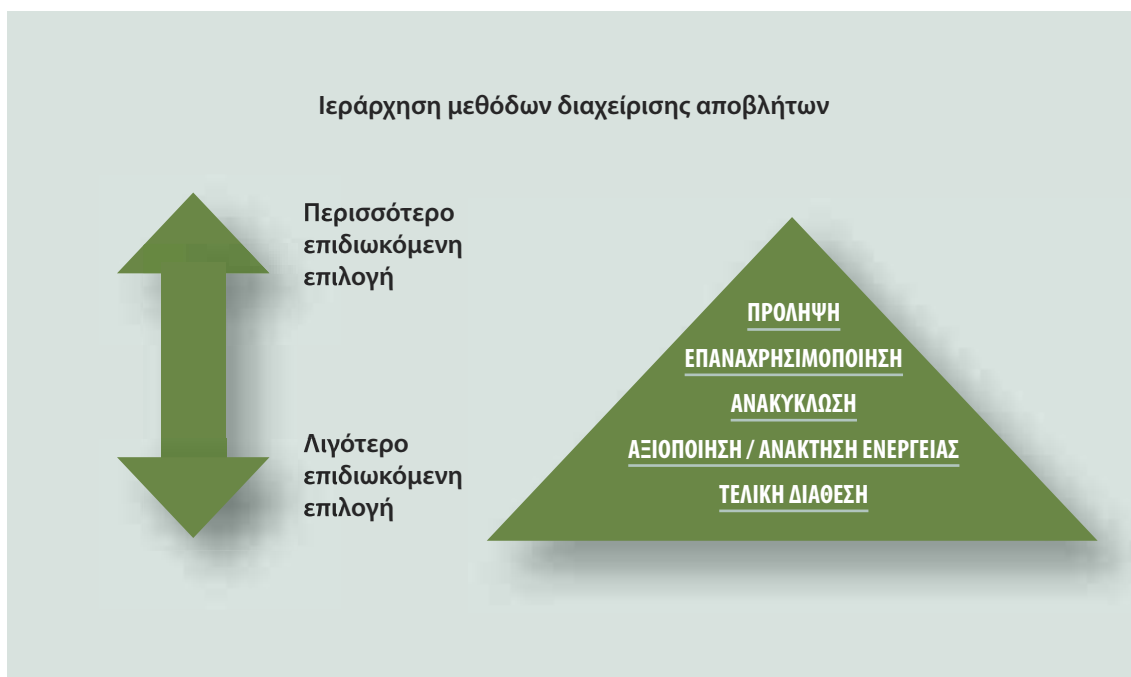 Ιεράρχηση μεθόδων διαχείρισης αποβλήτων
Περισσότερο
επιδιωκόμενη
επιλογή
Λιγότερο
επιδιωκόμενη
επιλογή
ΠΡΟΛΗΨΗ
ΕΠΑΝΑΧΡΗΣΙΜΟΠΟΙΗΣΗ
ΑΝΑΚΥΚΛΩΣΗ
ΑΞΙΟΠΟΙΗΣΗ / ΑΝΑΚΤΗΣΗ ΕΝΕΡΓΕΙΑΣ
ΤΕΛΙΚΗ ΔΙΑΘΕΣΗ